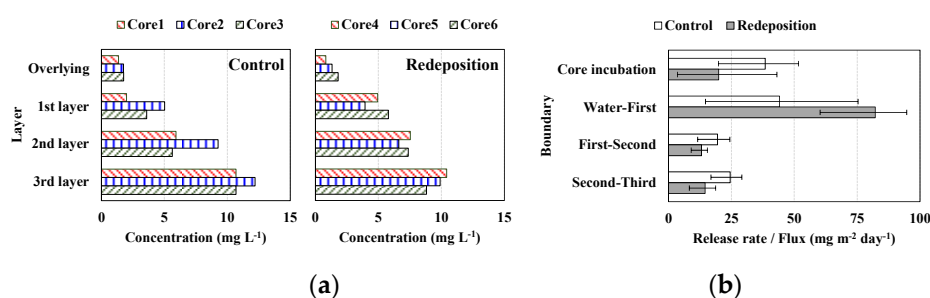 Core1 Core2 Core3
Core4 Core5 Core6
Control
Redeposition
Control
Redeposition
Layer
Overlying
1st layer
2nd layer
3rd layer
0 5 10 15
Concentration (mg L-1)
0 5 10 15
Concentration (mg L-1)
Boundary
Core incubation
Water-First
First-Second
Second-Third
0 25 50 75 100
Release rate / Flux (mg m-2 day-1)
(a)
(b)